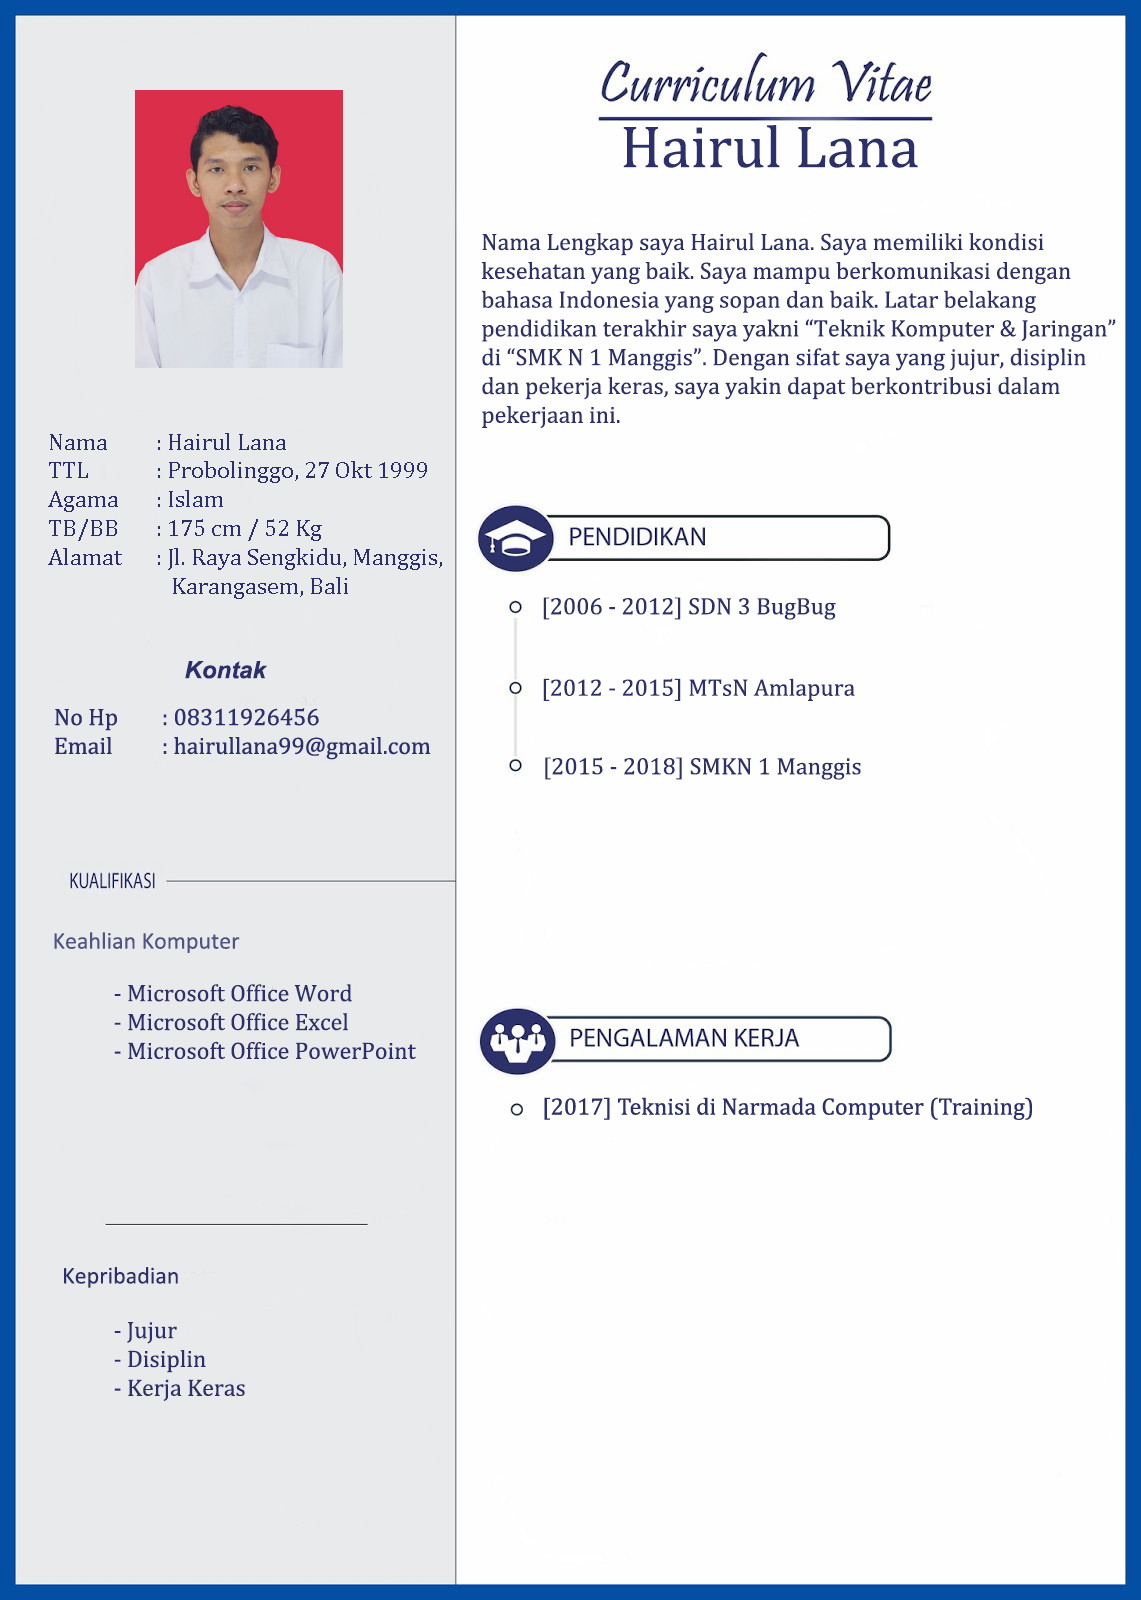 Curriculum Vitae
Hairul Lana
Nama Lengkap saya Hairul Lana. Saya memiliki kondisi
kesehatan yang baik. Saya mampu berkomunikasi dengan
bahasa Indonesia yang sopan dan baik. Latar belakang
pendidikan terakhir saya yakni “Teknik Komputer & Jaringan”
di “SMK N 1 Manggis”. Dengan sifat saya yang jujur, disiplin
dan pekerja keras, saya yakin dapat berkontribusi dalam
pekerjaan ini.
Nama : Hairul Lana
TTL : Probolinggo, 27 Okt 1999
Agama : Islam
TB/BB : 175 cm / 52 Kg
Alamat : Jl. Raya Sengkidu, Manggis,
Karangasem, Bali
Kontak
No Hp : 08311926456
Email : hairullana99@gmail.com
KUALIFIKASI
Keahlian Komputer
- Microsoft Office Word
- Microsoft Office Excel
- Microsoft Office PowerPoint
Kepribadian
- Jujur
- Disiplin
- Kerja Keras
PENDIDIKAN
[2006 - 2012] SDN 3 BugBug
[2012 - 2015] MTsN Amlapura
[2015 - 2018] SMKN 1 Manggis
PENGALAMAN KERJA
[2017] Teknisi di Narmada Computer (Training)